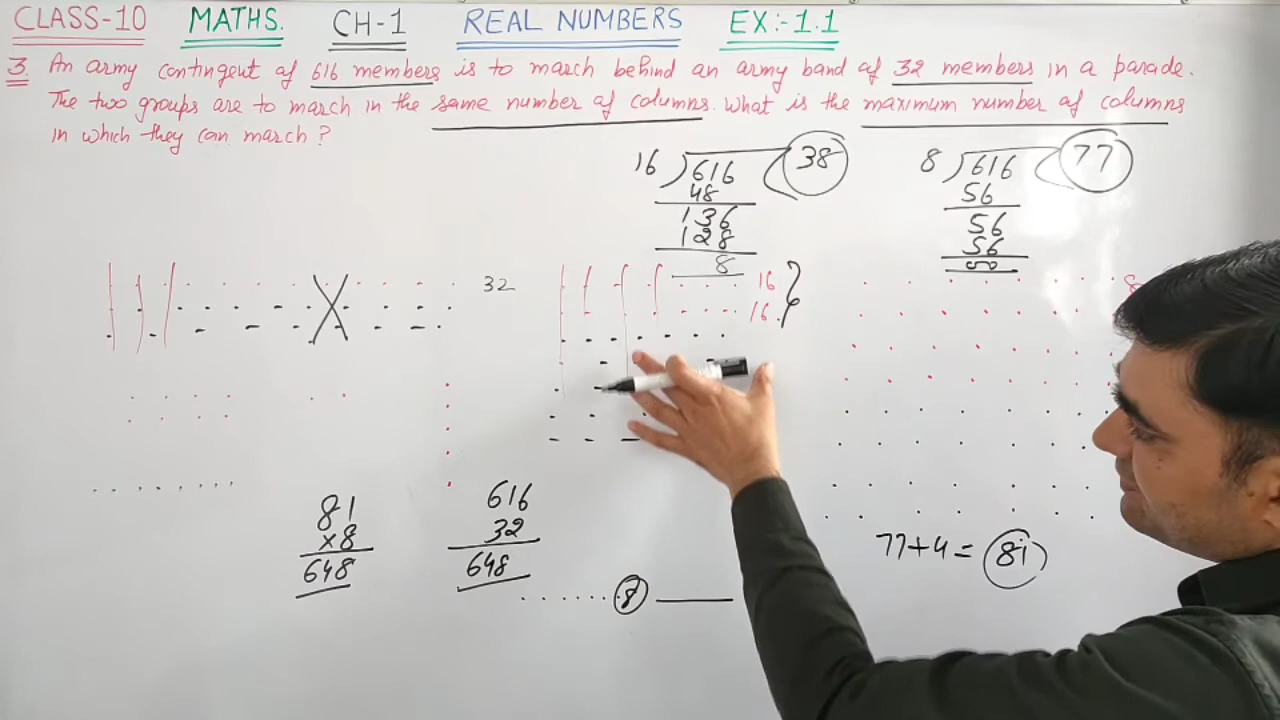 CLASS-10 MATHS. CH-1 REAL NUMBERS EX:-1.1
3. An army contingent of 616 members is to march behind an army band of 32 members in a parade.
The two groups are to march in the same number of columns. What is the maximum number of columns
in which they can march?
16 ) 616 ( 38
48
136
128
8
8 ) 616 ( 77
56
56
56
00
32
16
16
8
81
×8
648
616
32
648
8
77+4 = 81